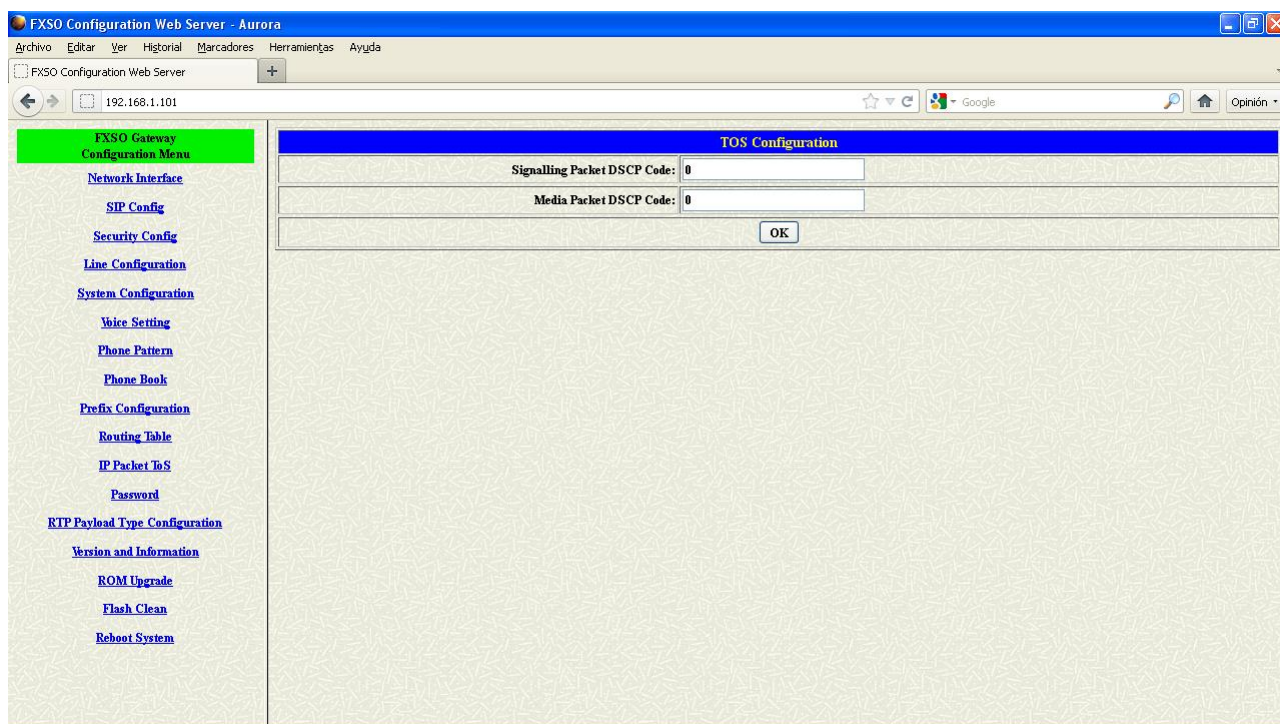 FXSO Configuration Web Server - Aurora
Archivo Editar Ver Historial Marcadores Herramientas Ayuda
FXSO Configuration Web Server
192.168.1.101
Google
Opinión
FXSO Gateway
Configuration Menu
Network Interface
SIP Config
Security Config
Line Configuration
System Configuration
Voice Setting
Phone Pattern
Phone Book
Prefix Configuration
Routing Table
IP Packet ToS
Password
RTP Payload Type Configuration
Version and Information
ROM Upgrade
Flash Clean
Reboot System
TOS Configuration
Signalling Packet DSCP Code: 0
Media Packet DSCP Code: 0
OK